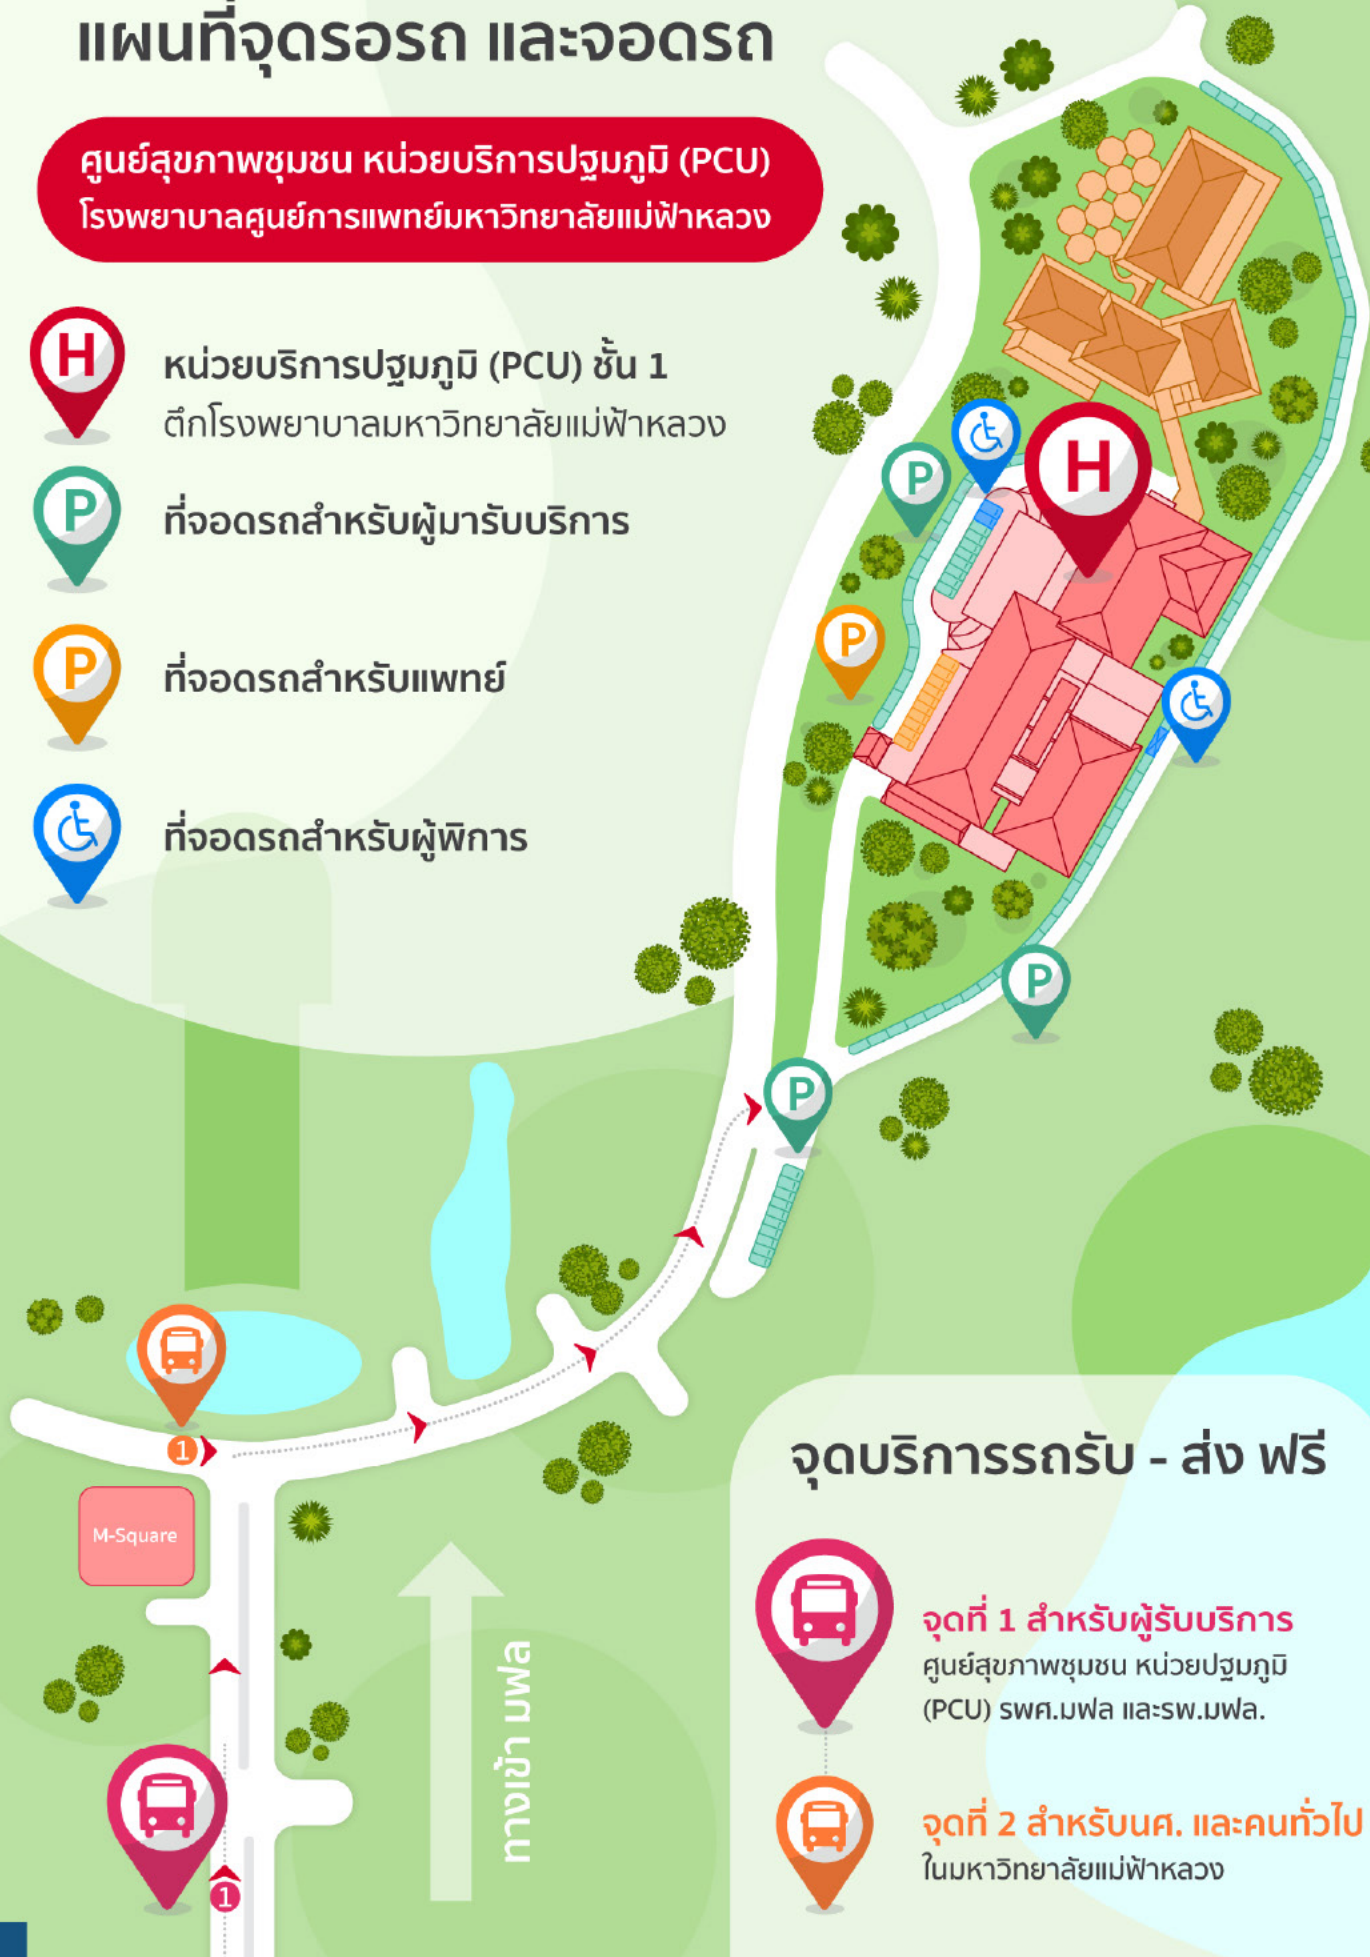 แผนที่จุดรอรถ และจอดรถ
ศูนย์สุขภาพชุมชน หน่วยบริการปฐมภูมิ (PCU)
โรงพยาบาลศูนย์การแพทย์มหาวิทยาลัยแม่ฟ้าหลวง
H
หน่วยบริการปฐมภูมิ (PCU) ชั้น 1
ตึกโรงพยาบาลมหาวิทยาลัยแม่ฟ้าหลวง
P
ที่จอดรถสำหรับผู้มารับบริการ
P
ที่จอดรถสำหรับแพทย์
ที่จอดรถสำหรับผู้พิการ
H
P
P
P
P
1
M-Square
ทางเข้า มฟล
1
จุดบริการรถรับ - ส่ง ฟรี
จุดที่ 1 สำหรับผู้รับบริการ
ศูนย์สุขภาพชุมชน หน่วยปฐมภูมิ
(PCU) รพศ.มฟล และรพ.มฟล.
จุดที่ 2 สำหรับนศ. และคนทั่วไป
ในมหาวิทยาลัยแม่ฟ้าหลวง